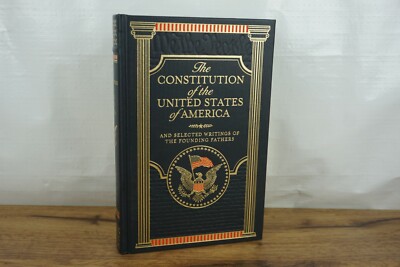 The
CONSTITUTION
of the
UNITED STATES
of AMERICA
AND SELECTED WRITINGS OF
THE FOUNDING FATHERS